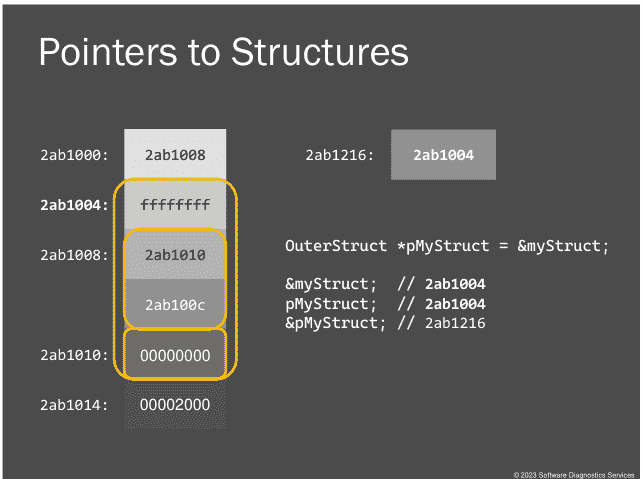 Pointers to Structures
2ab1000: 2ab1008 2ab1216: 2ab1004
2ab1004: ffffffff
2ab1008: 2ab1010
OuterStruct *pMyStruct = &myStruct;
&myStruct; // 2ab1004
2ab100c pMyStruct; // 2ab1004
&pMyStruct; // 2ab1216
2ab1010: 00000000
2ab1014: 00002000
© 2023 Software Diagnostics Services